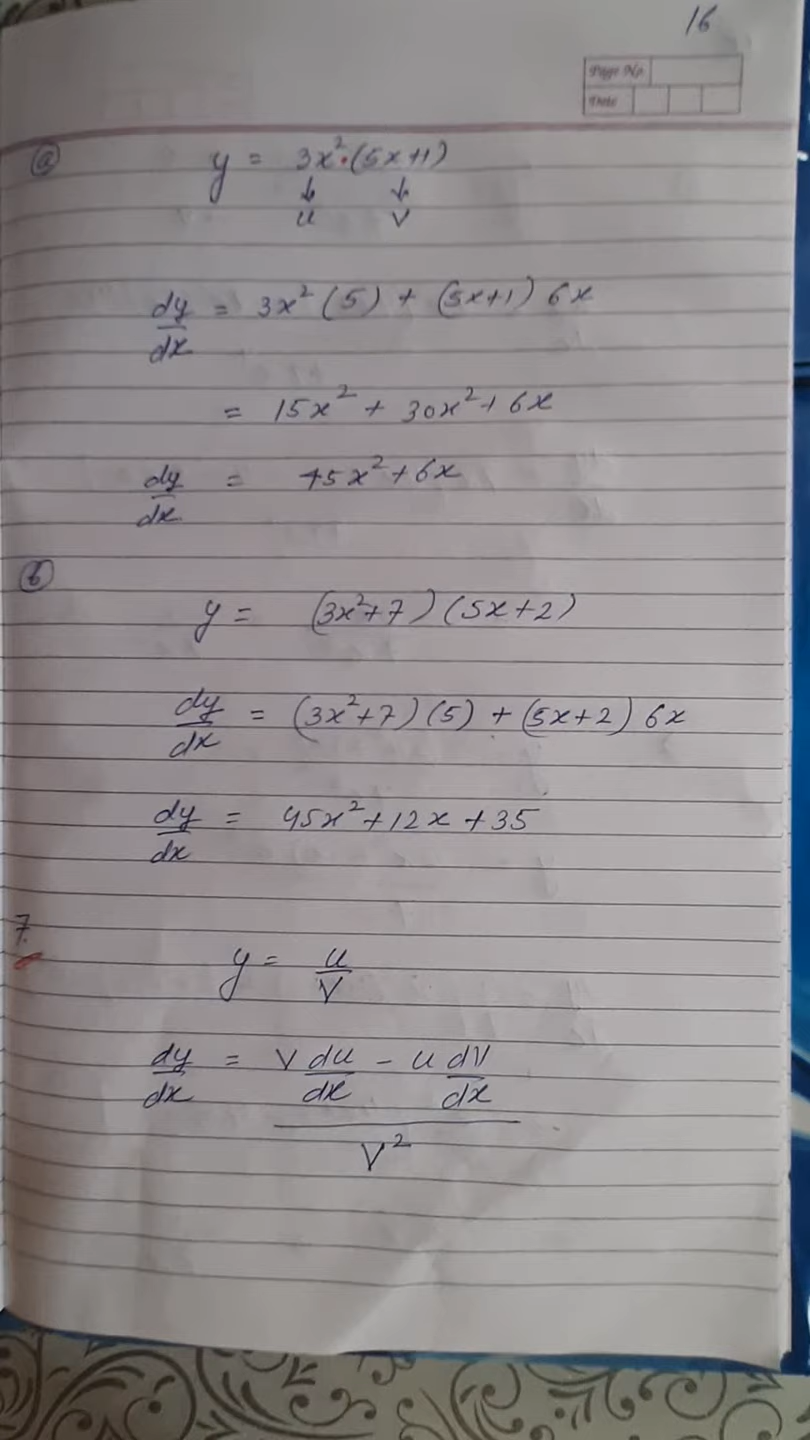 16
Page No.
Date
ⓐ y = 3x²·(5x+1)
↓ ↓
u v
dy/dx = 3x² (5) + (5x+1) 6x
= 15x² + 30x² + 6x
dy/dx = 45x² + 6x
ⓑ
y = (3x²+7) (5x+2)
dy/dx = (3x²+7) (5) + (5x+2) 6x
dy/dx = 45x² + 12x + 35
7.
y = u/V
dy/dx = V du/dx - u dV/dx
V²